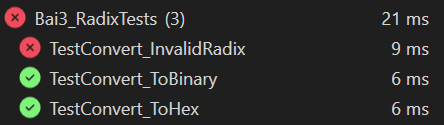 Bai3_RadixTests (3) 21 ms
TestConvert_InvalidRadix 9 ms
TestConvert_ToBinary 6 ms
TestConvert_ToHex 6 ms